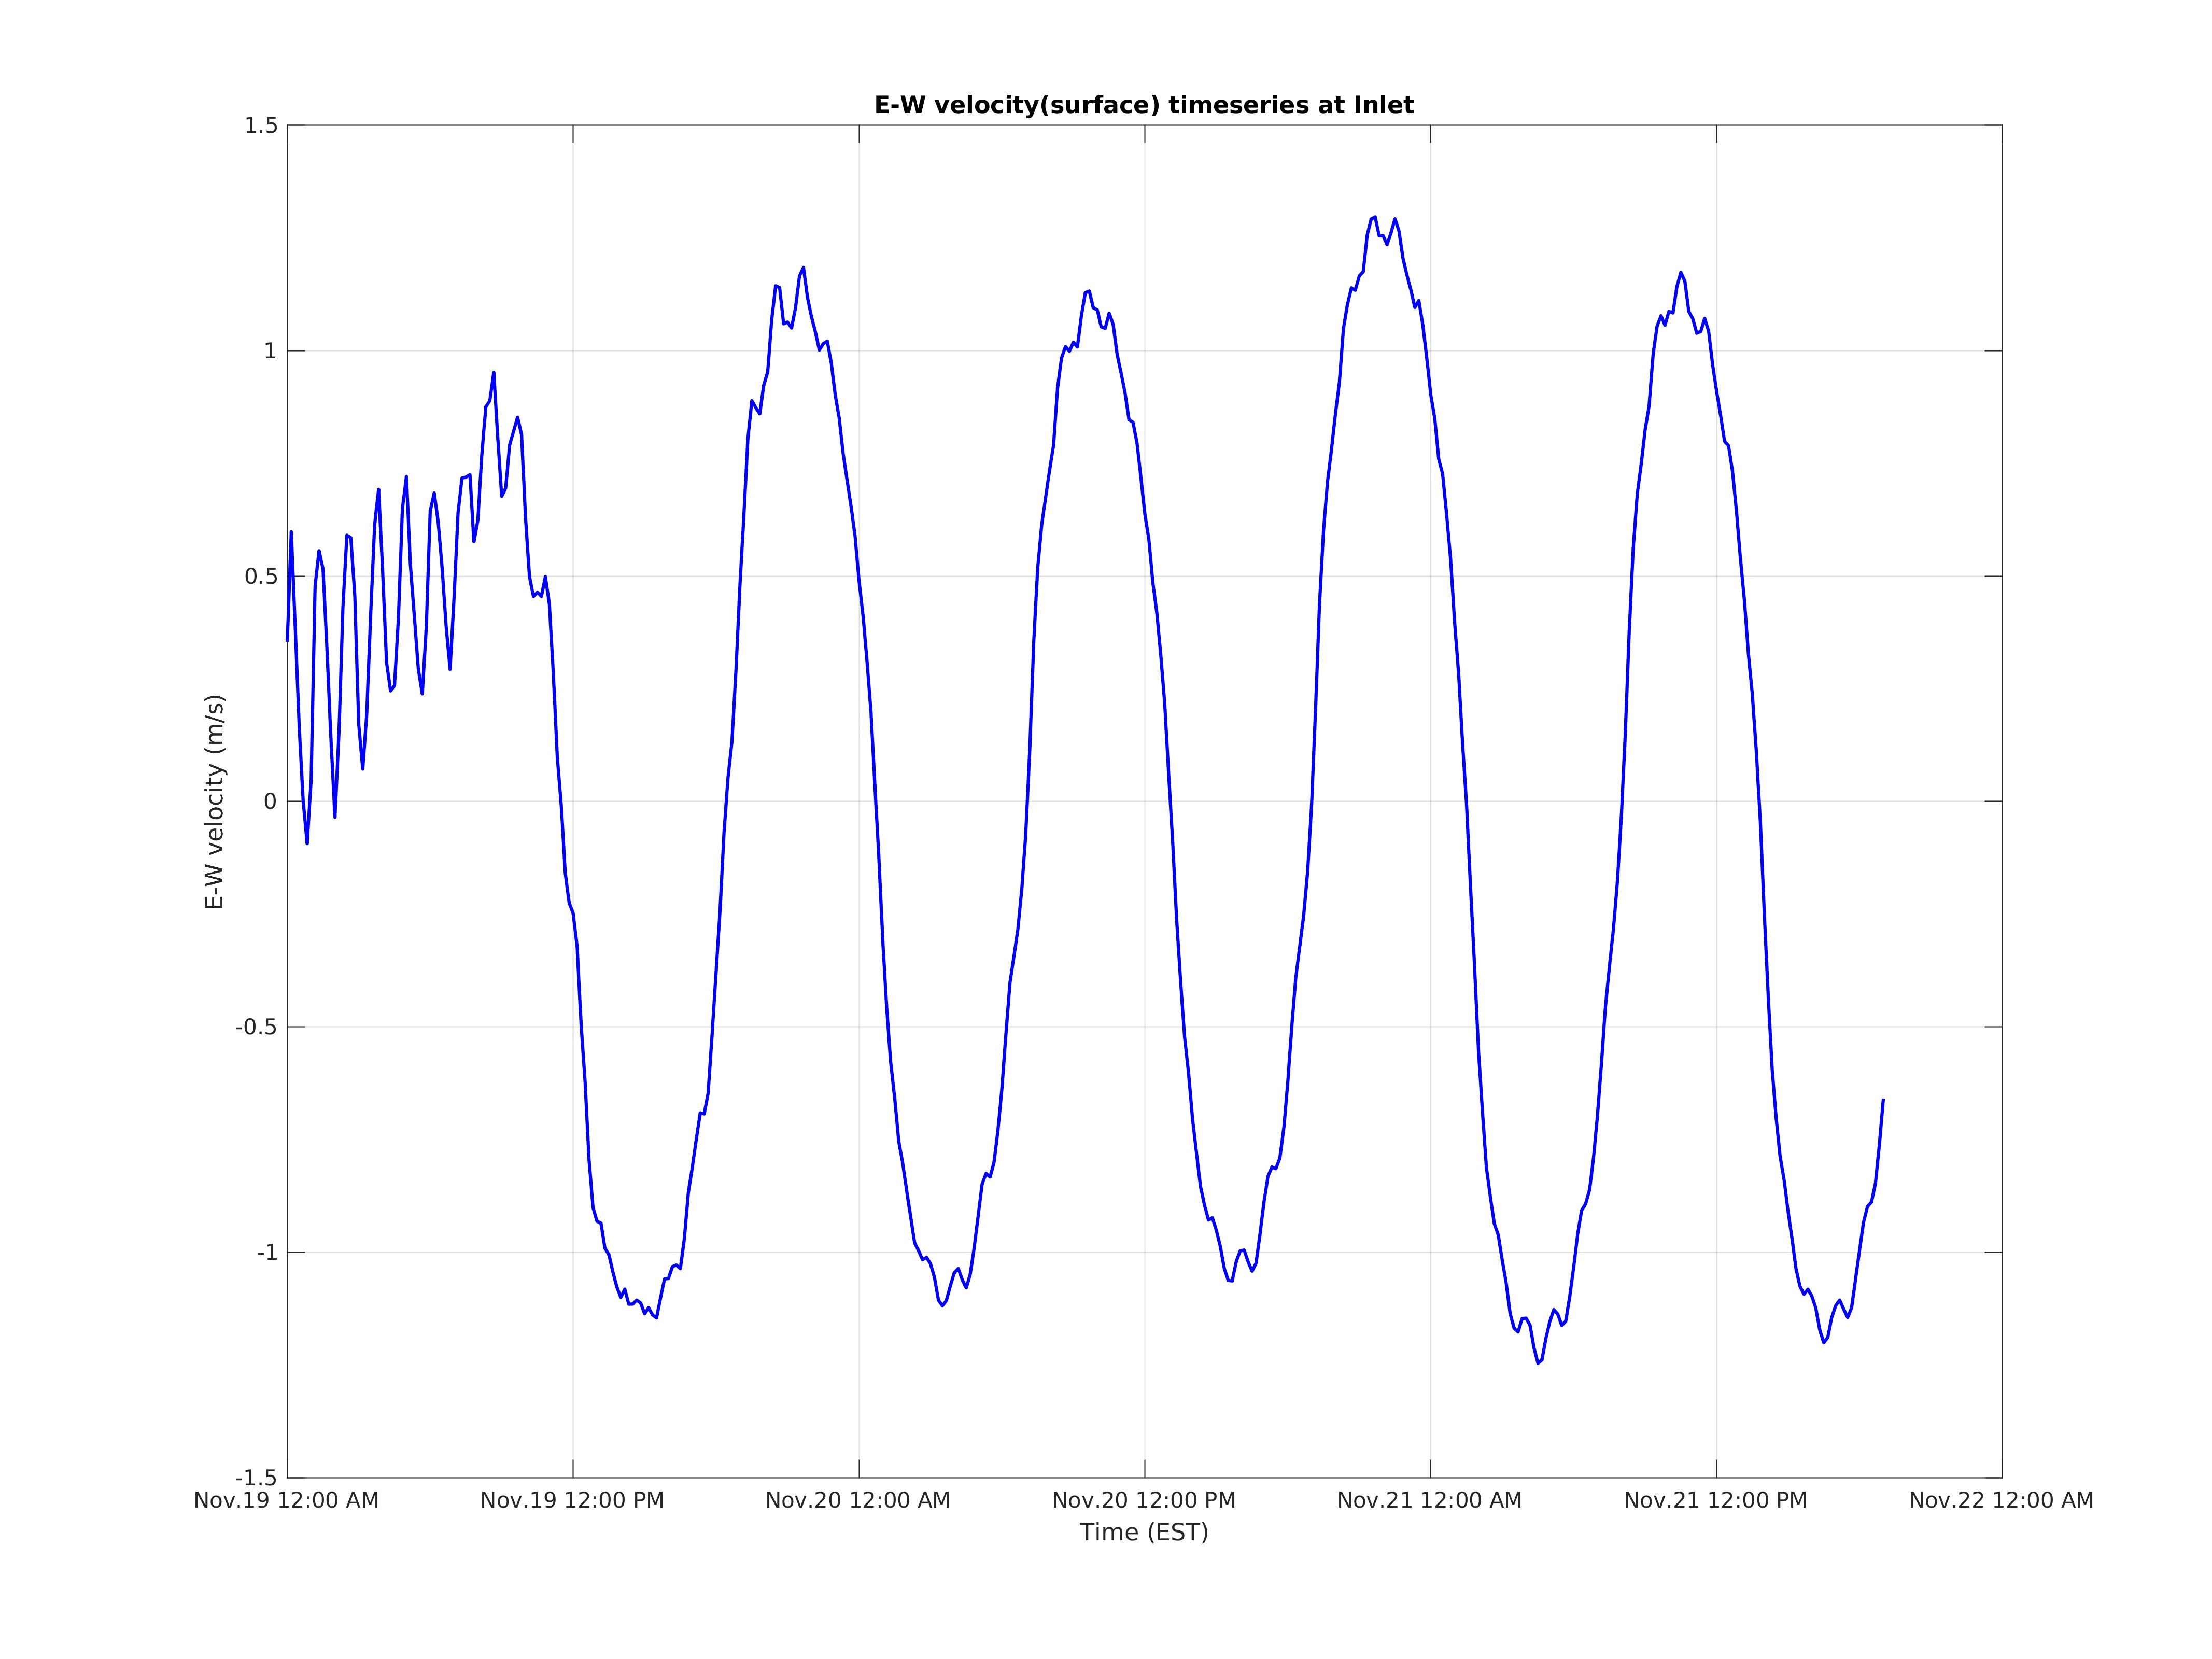 E-W velocity(surface) timeseries at Inlet
1.5
1
0.5
0
-0.5
-1
-1.5
E-W velocity (m/s)
Nov.19 12:00 AM Nov.19 12:00 PM Nov.20 12:00 AM Nov.20 12:00 PM Nov.21 12:00 AM Nov.21 12:00 PM Nov.22 12:00 AM
Time (EST)